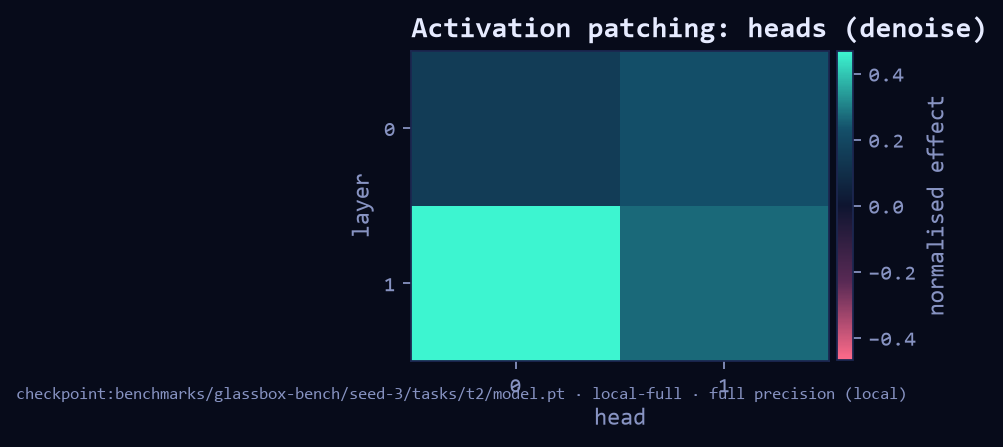 Activation patching: heads (denoise)
0
1
layer
0.4
0.2
0.0
−0.2
−0.4
normalised effect
0
1
checkpoint:benchmarks/glassbox-bench/seed-3/tasks/t2/model.pt · local-full · full precision (local)
head